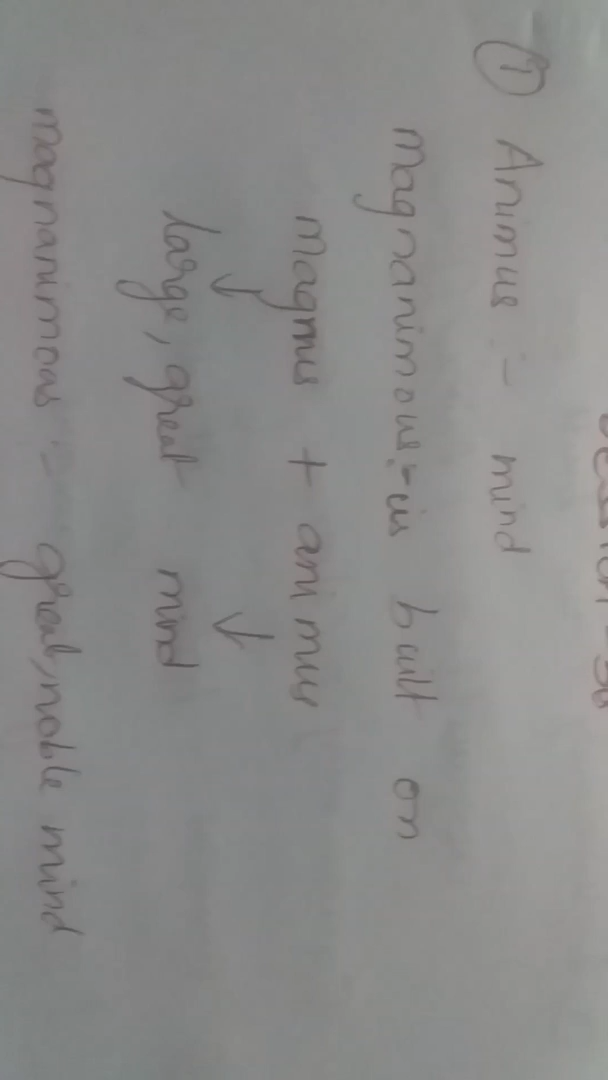 ① Animus :- mind
magnanimous :- is built on
magnus + animus
↓ ↓
large, great mind
magnanimous - great, noble mind